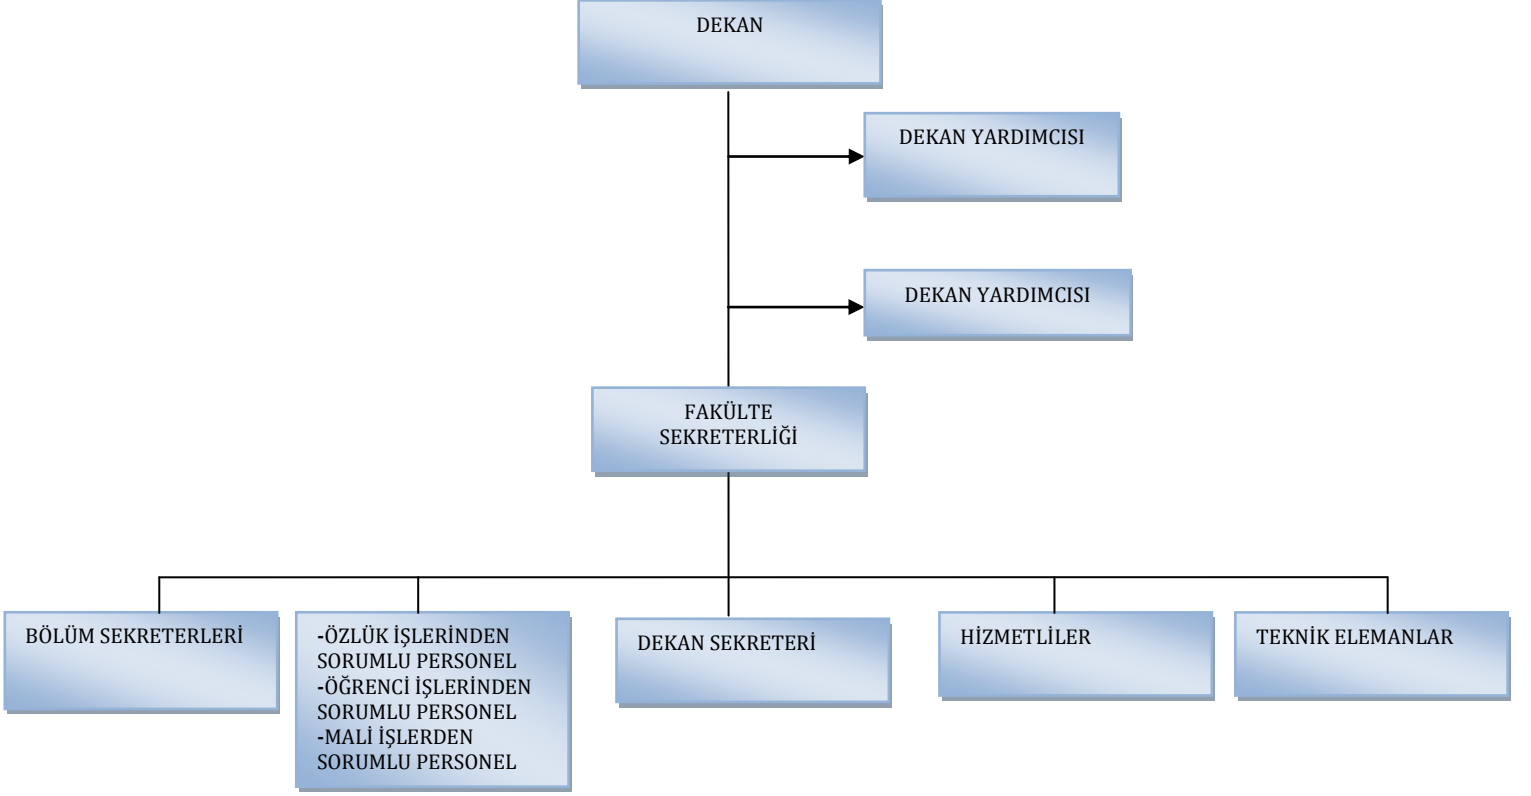 DEKAN
DEKAN YARDIMCISI
DEKAN YARDIMCISI
FAKÜLTE
SEKRETERLİĞİ
BÖLÜM SEKRETERLERİ
-ÖZLÜK İŞLERİNDEN
SORUMLU PERSONEL
-ÖĞRENCİ İŞLERİNDEN
SORUMLU PERSONEL
-MALİ İŞLERDEN
SORUMLU PERSONEL
DEKAN SEKRETERİ
HİZMETLİLER
TEKNİK ELEMANLAR